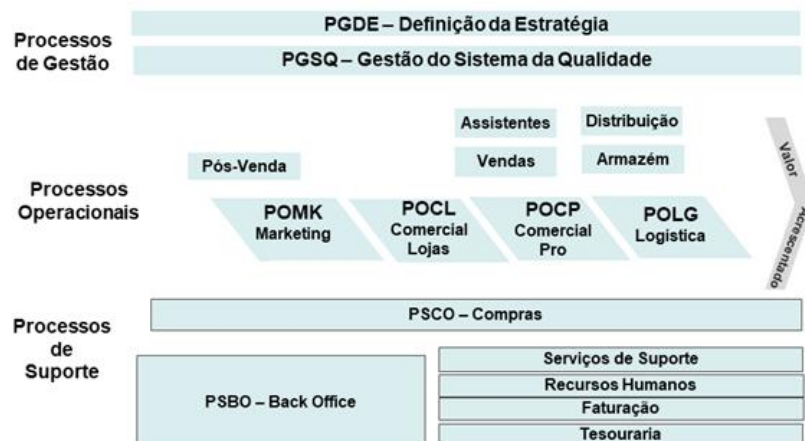 Processos
de Gestão
PGDE – Definição da Estratégia
PGSQ – Gestão do Sistema da Qualidade
Processos
Operacionais
Pós-Venda
Assistentes
Vendas
Distribuição
Armazém
POMK
Marketing
POCL
Comercial
Lojas
POCP
Comercial
Pro
POLG
Logística
Valor
Acrescentado
Processos
de
Suporte
PSCO – Compras
PSBO – Back Office
Serviços de Suporte
Recursos Humanos
Faturação
Tesouraria